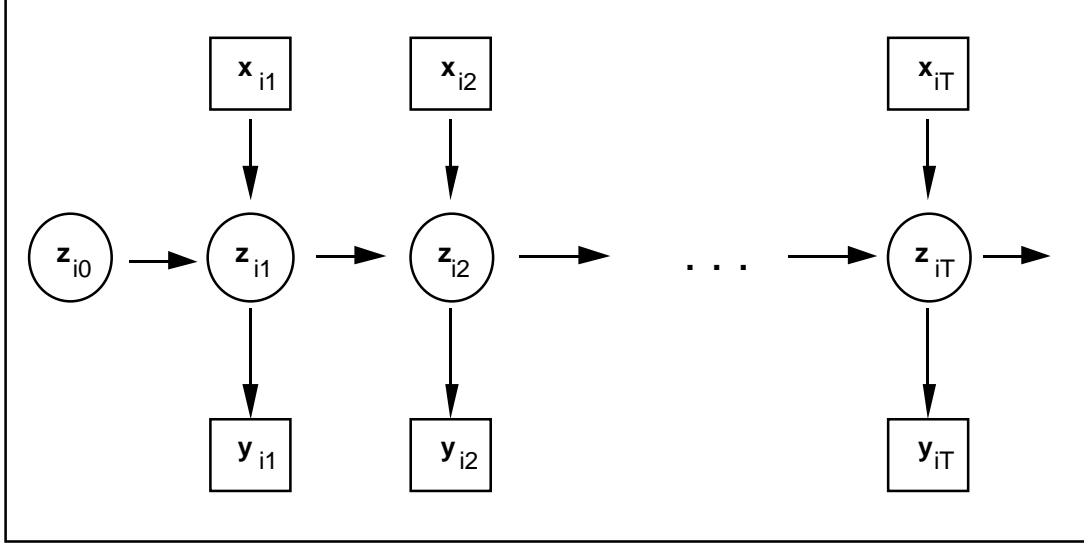 x i1 x i2 x iT
z i0 z i1 z i2 . . . z iT
y i1 y i2 y iT